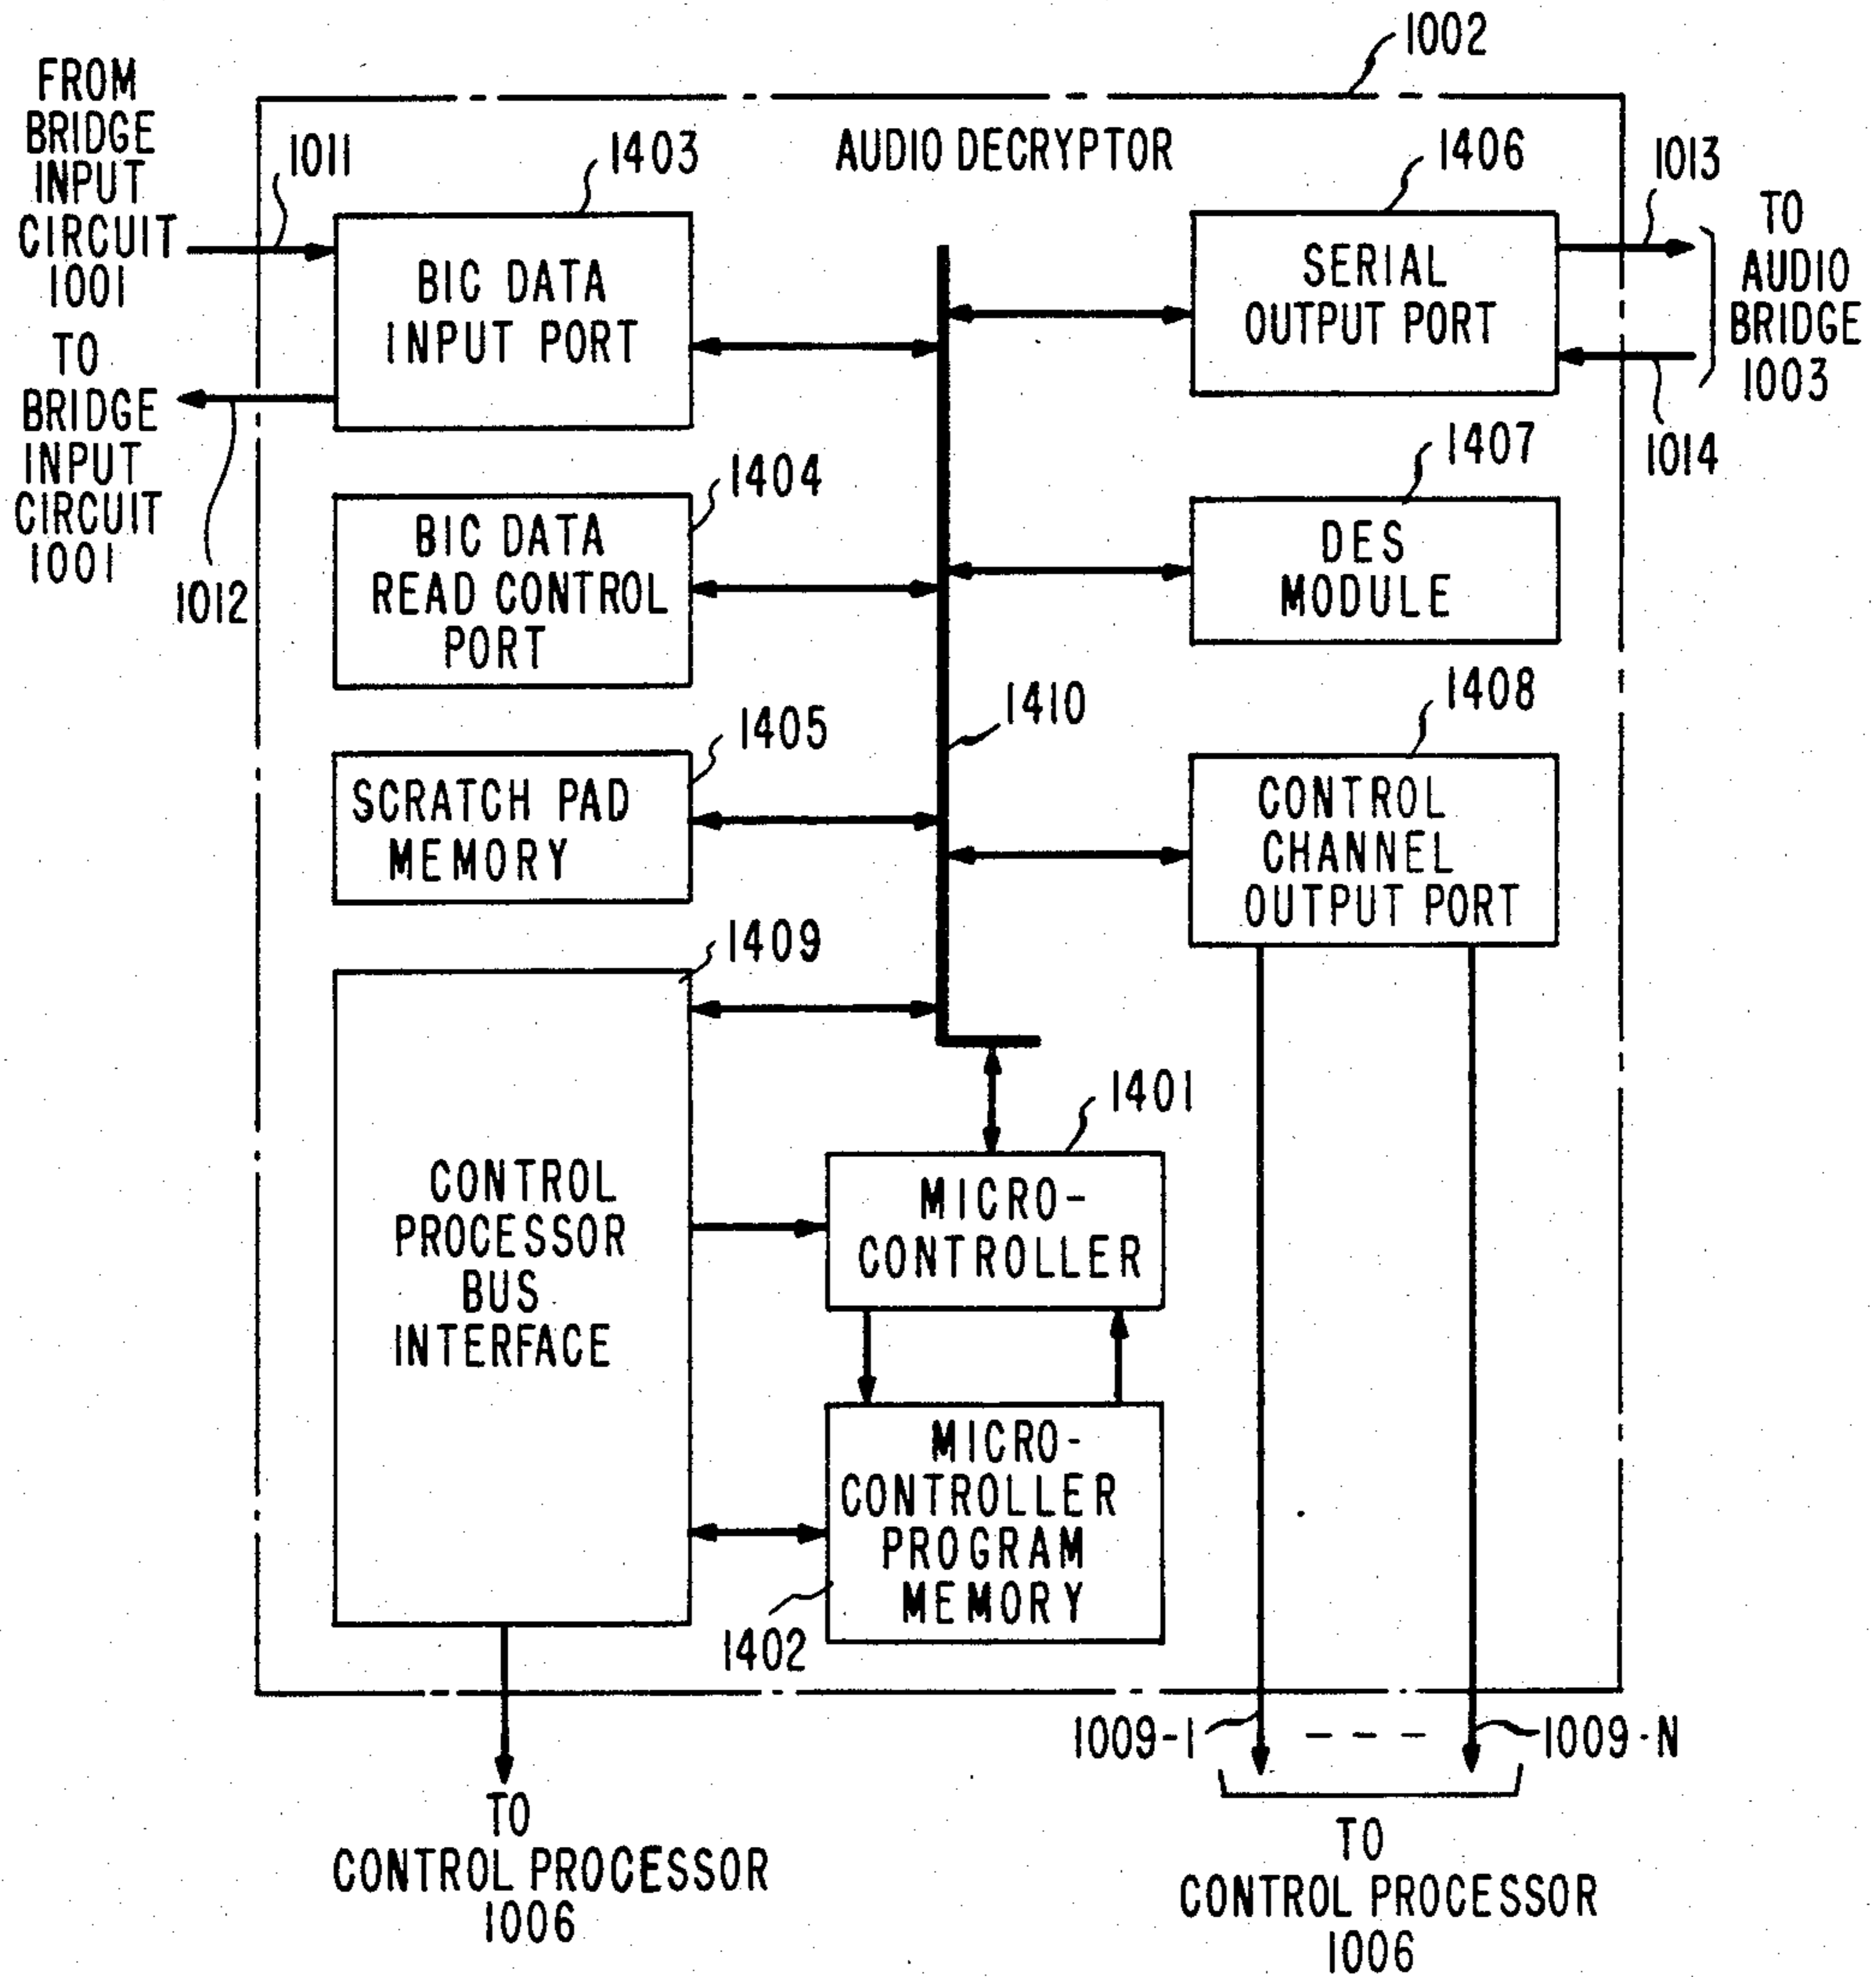 1002
FROM
BRIDGE
INPUT
CIRCUIT
1001
1011
1403
AUDIO DECRYPTOR
1406
1013
TO
AUDIO
BRIDGE
1003
BIC DATA
INPUT PORT
SERIAL
OUTPUT PORT
TO
BRIDGE
INPUT
CIRCUIT
1001
1012
1014
1404
1407
BIC DATA
READ CONTROL
PORT
DES
MODULE
1410
1405
1408
SCRATCH PAD
MEMORY
CONTROL
CHANNEL
OUTPUT PORT
1409
1401
CONTROL
PROCESSOR
BUS
INTERFACE
MICRO-
CONTROLLER
MICRO-
CONTROLLER
PROGRAM
MEMORY
1402
1009-1
- - -
1009-N
TO
CONTROL PROCESSOR
1006
TO
CONTROL PROCESSOR
1006